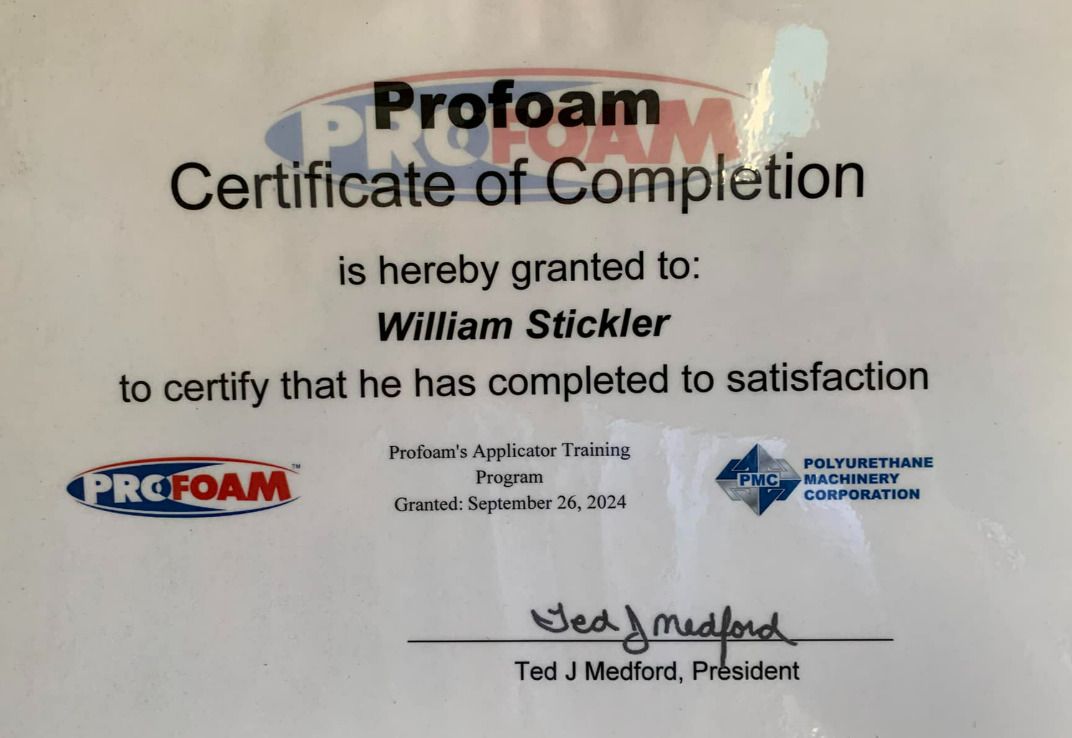 Profoam
PROFOAM
Certificate of Completion
is hereby granted to:
William Stickler
to certify that he has completed to satisfaction
PROFOAM™
Profoam's Applicator Training
Program
Granted: September 26, 2024
PMC
POLYURETHANE
MACHINERY
CORPORATION
Ted J Medford
Ted J Medford, President